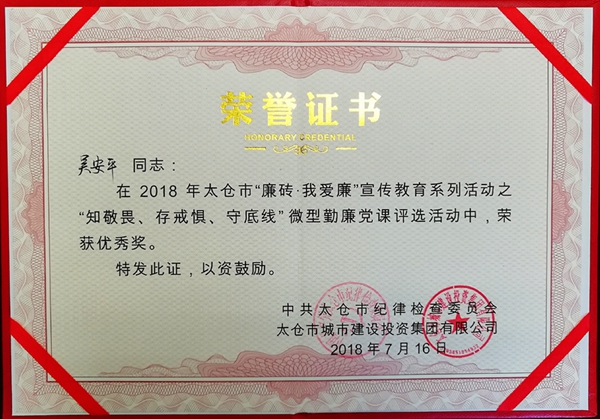 荣誉证书
HONORARY CREDENTIAL
吴安平 同志：
在 2018 年太仓市“廉砖·我爱廉”宣传教育系列活动之
“知敬畏、存戒惧、守底线”微型勤廉党课评选活动中，荣
获优秀奖。
特发此证，以资鼓励。
中共太仓市纪律检查委员会
太仓市城市建设投资集团有限公司
2018 年 7 月 16 日